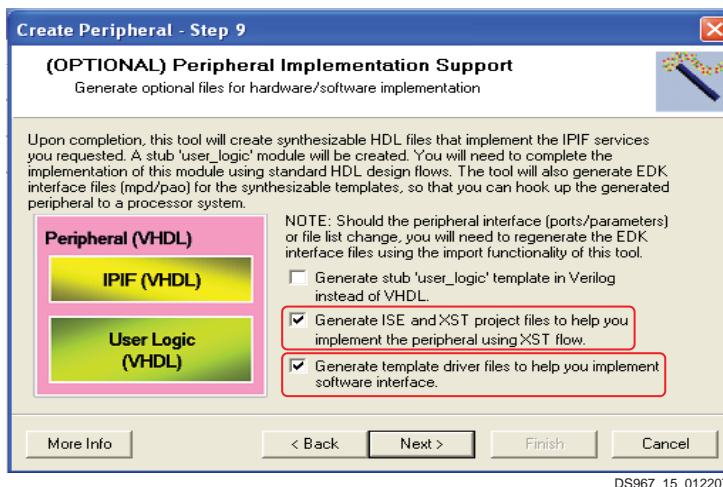 Create Peripheral - Step 9
(OPTIONAL) Peripheral Implementation Support
Generate optional files for hardware/software implementation
Upon completion, this tool will create synthesizable HDL files that implement the IPIF services
you requested. A stub 'user_logic' module will be created. You will need to complete the
implementation of this module using standard HDL design flows. The tool will also generate EDK
interface files (mpd/pao) for the synthesizable templates, so that you can hook up the generated
peripheral to a processor system.
Peripheral (VHDL)
IPIF (VHDL)
User Logic
(VHDL)
NOTE: Should the peripheral interface (ports/parameters)
or file list change, you will need to regenerate the EDK
interface files using the import functionality of this tool.
Generate stub 'user_logic' template in Verilog
instead of VHDL.
Generate ISE and XST project files to help you
implement the peripheral using XST flow.
Generate template driver files to help you implement
software interface.
More Info
< Back
Next >
Finish
Cancel
DS967_15_01220